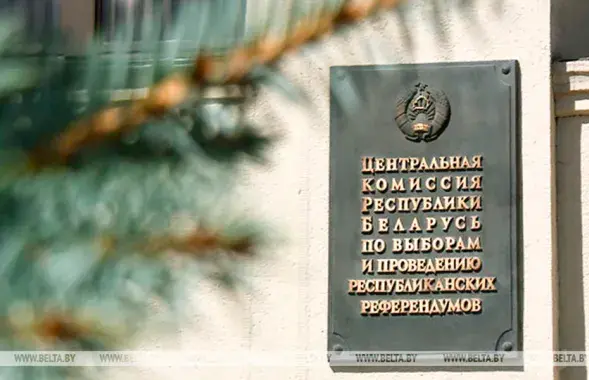 ЦЕНТРАЛЬНАЯ
КОМИССИЯ
РЕСПУБЛИКИ
БЕЛАРУСЬ
ПО ВЫБОРАМ
И ПРОВЕДЕНИЮ
РЕСПУБЛИКАНСКИХ
РЕФЕРЕНДУМОВ
WWW.BELTA.BY WWW.BELTA.BY WWW.BELTA.BY WWW.BELTA.BY WWW.BELTA.BY